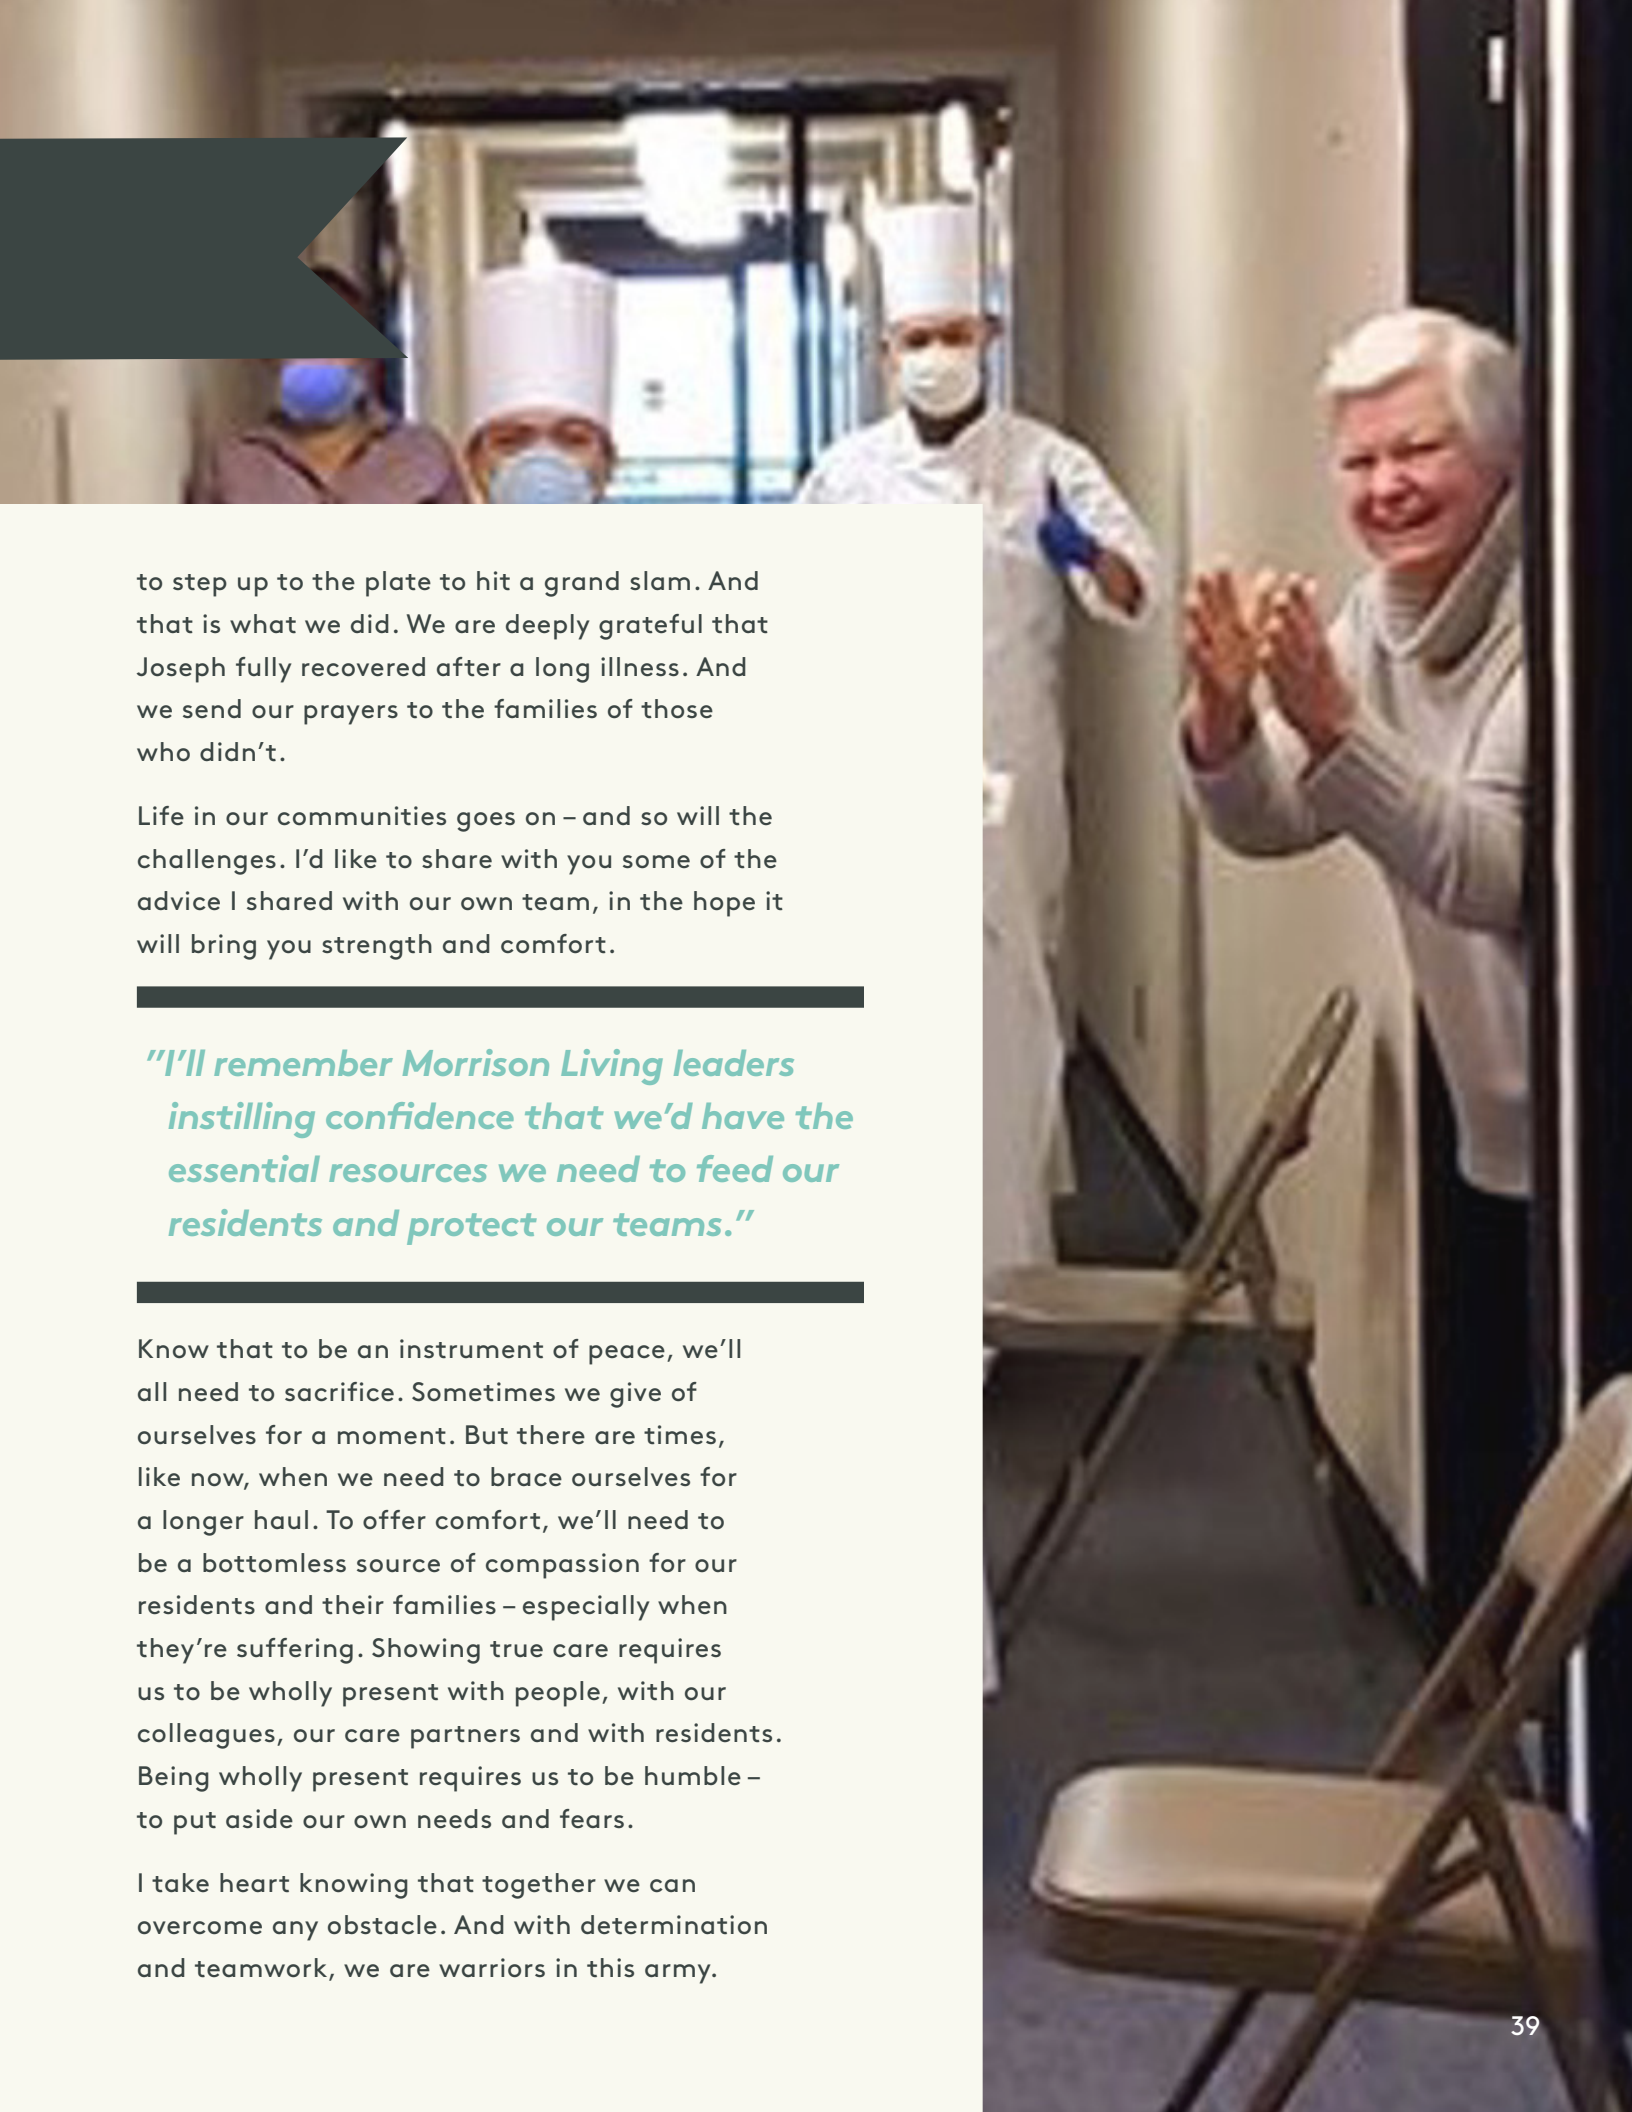 to step up to the plate to hit a grand slam. And
that is what we did. We are deeply grateful that
Joseph fully recovered after a long illness. And
we send our prayers to the families of those
who didn’t.
Life in our communities goes on – and so will the
challenges. I’d like to share with you some of the
advice I shared with our own team, in the hope it
will bring you strength and comfort.
”I’ll remember Morrison Living leaders
instilling confidence that we’d have the
essential resources we need to feed our
residents and protect our teams.”
Know that to be an instrument of peace, we’ll
all need to sacrifice. Sometimes we give of
ourselves for a moment. But there are times,
like now, when we need to brace ourselves for
a longer haul. To offer comfort, we’ll need to
be a bottomless source of compassion for our
residents and their families – especially when
they’re suffering. Showing true care requires
us to be wholly present with people, with our
colleagues, our care partners and with residents.
Being wholly present requires us to be humble –
to put aside our own needs and fears.
I take heart knowing that together we can
overcome any obstacle. And with determination
and teamwork, we are warriors in this army.
39